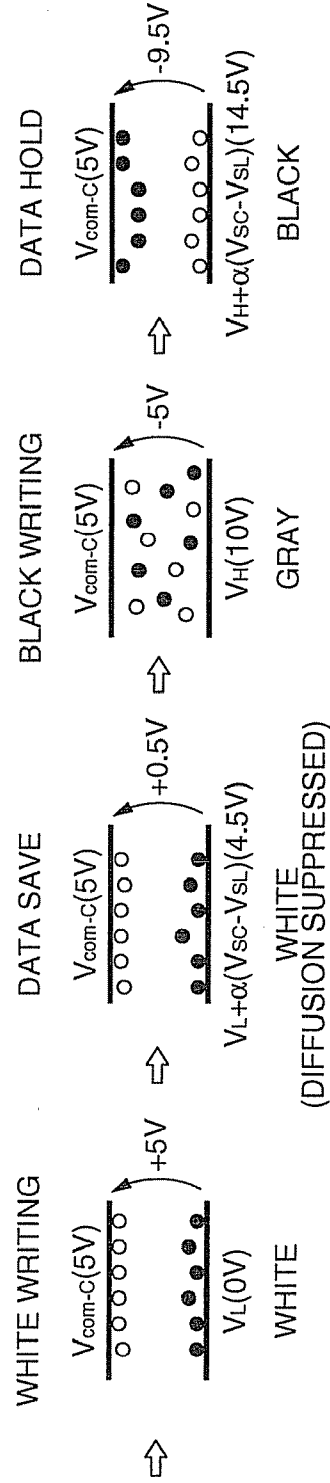 WHITE WRITING
Vcom-C(5V)
+5V
VL(0V)
WHITE
DATA SAVE
Vcom-C(5V)
+0.5V
VL+α(VSC-VSL)(4.5V)
WHITE
(DIFFUSION SUPPRESSED)
BLACK WRITING
Vcom-C(5V)
-5V
VH(10V)
GRAY
DATA HOLD
Vcom-C(5V)
-9.5V
VH+α(VSC-VSL)(14.5V)
BLACK